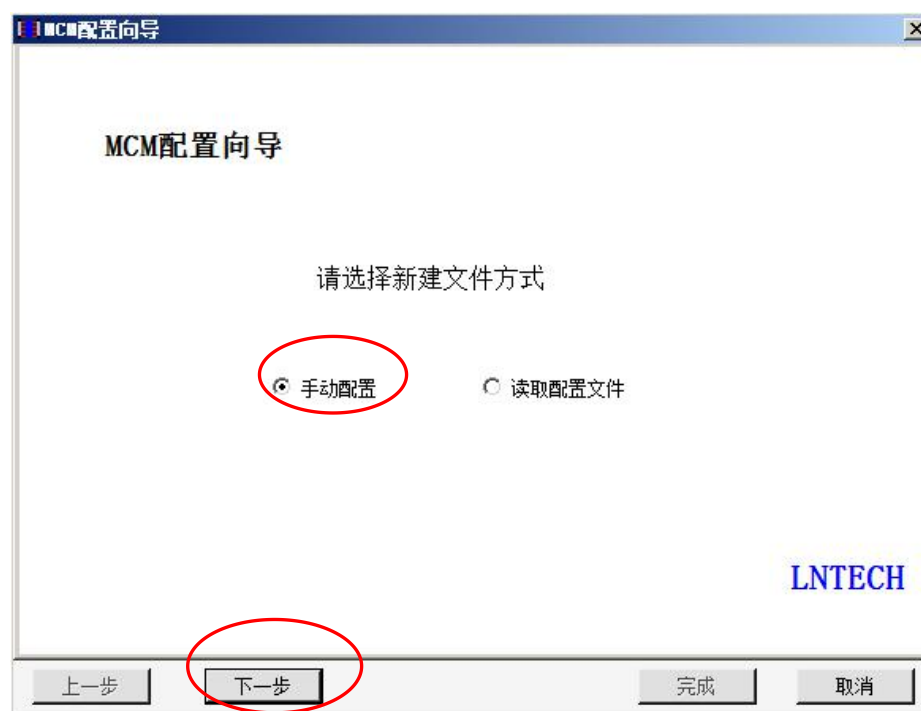 MCM配置向导
MCM配置向导
请选择新建文件方式
手动配置 读取配置文件
LNTECH
上一步 下一步 完成 取消